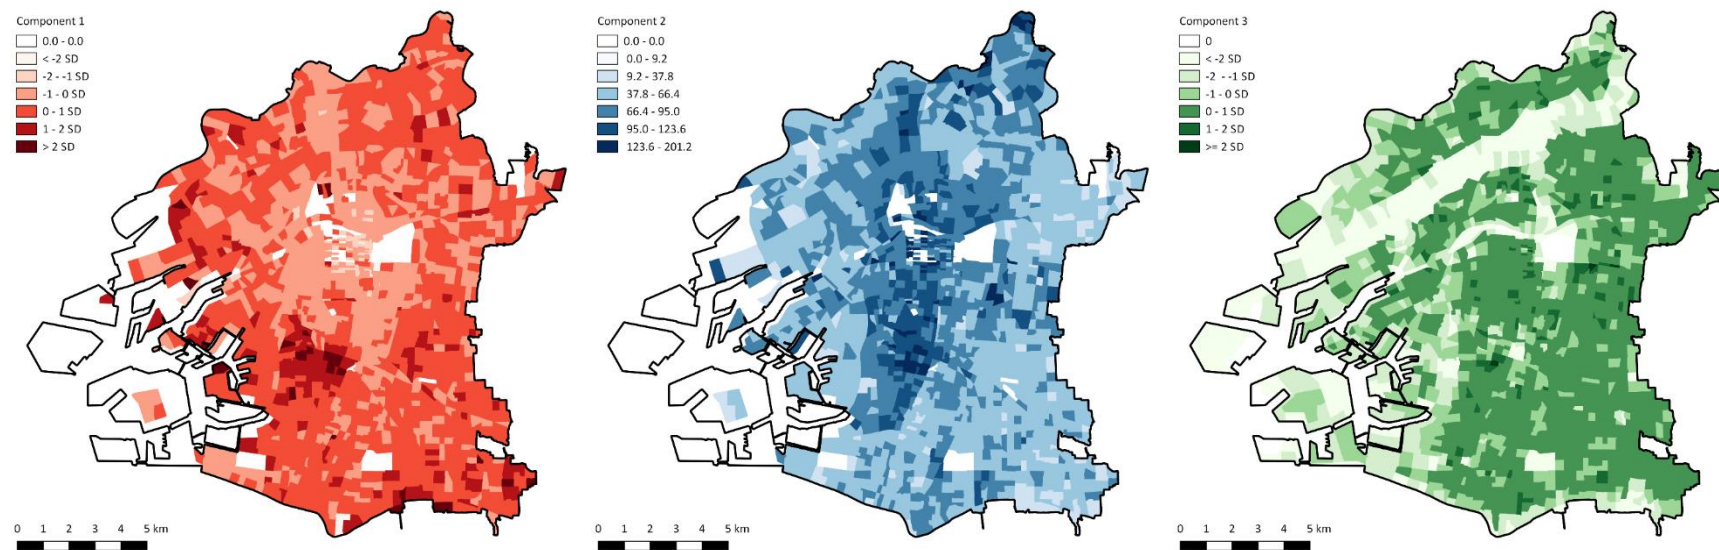 Component 1
0.0 - 0.0
< -2 SD
-2 - -1 SD
-1 - 0 SD
0 - 1 SD
1 - 2 SD
> 2 SD
0 1 2 3 4 5 km
Component 2
0.0 - 0.0
0.0 - 9.2
9.2 - 37.8
37.8 - 66.4
66.4 - 95.0
95.0 - 123.6
123.6 - 201.2
0 1 2 3 4 5 km
Component 3
0
< -2 SD
-2 - -1 SD
-1 - 0 SD
0 - 1 SD
1 - 2 SD
>= 2 SD
0 1 2 3 4 5 km